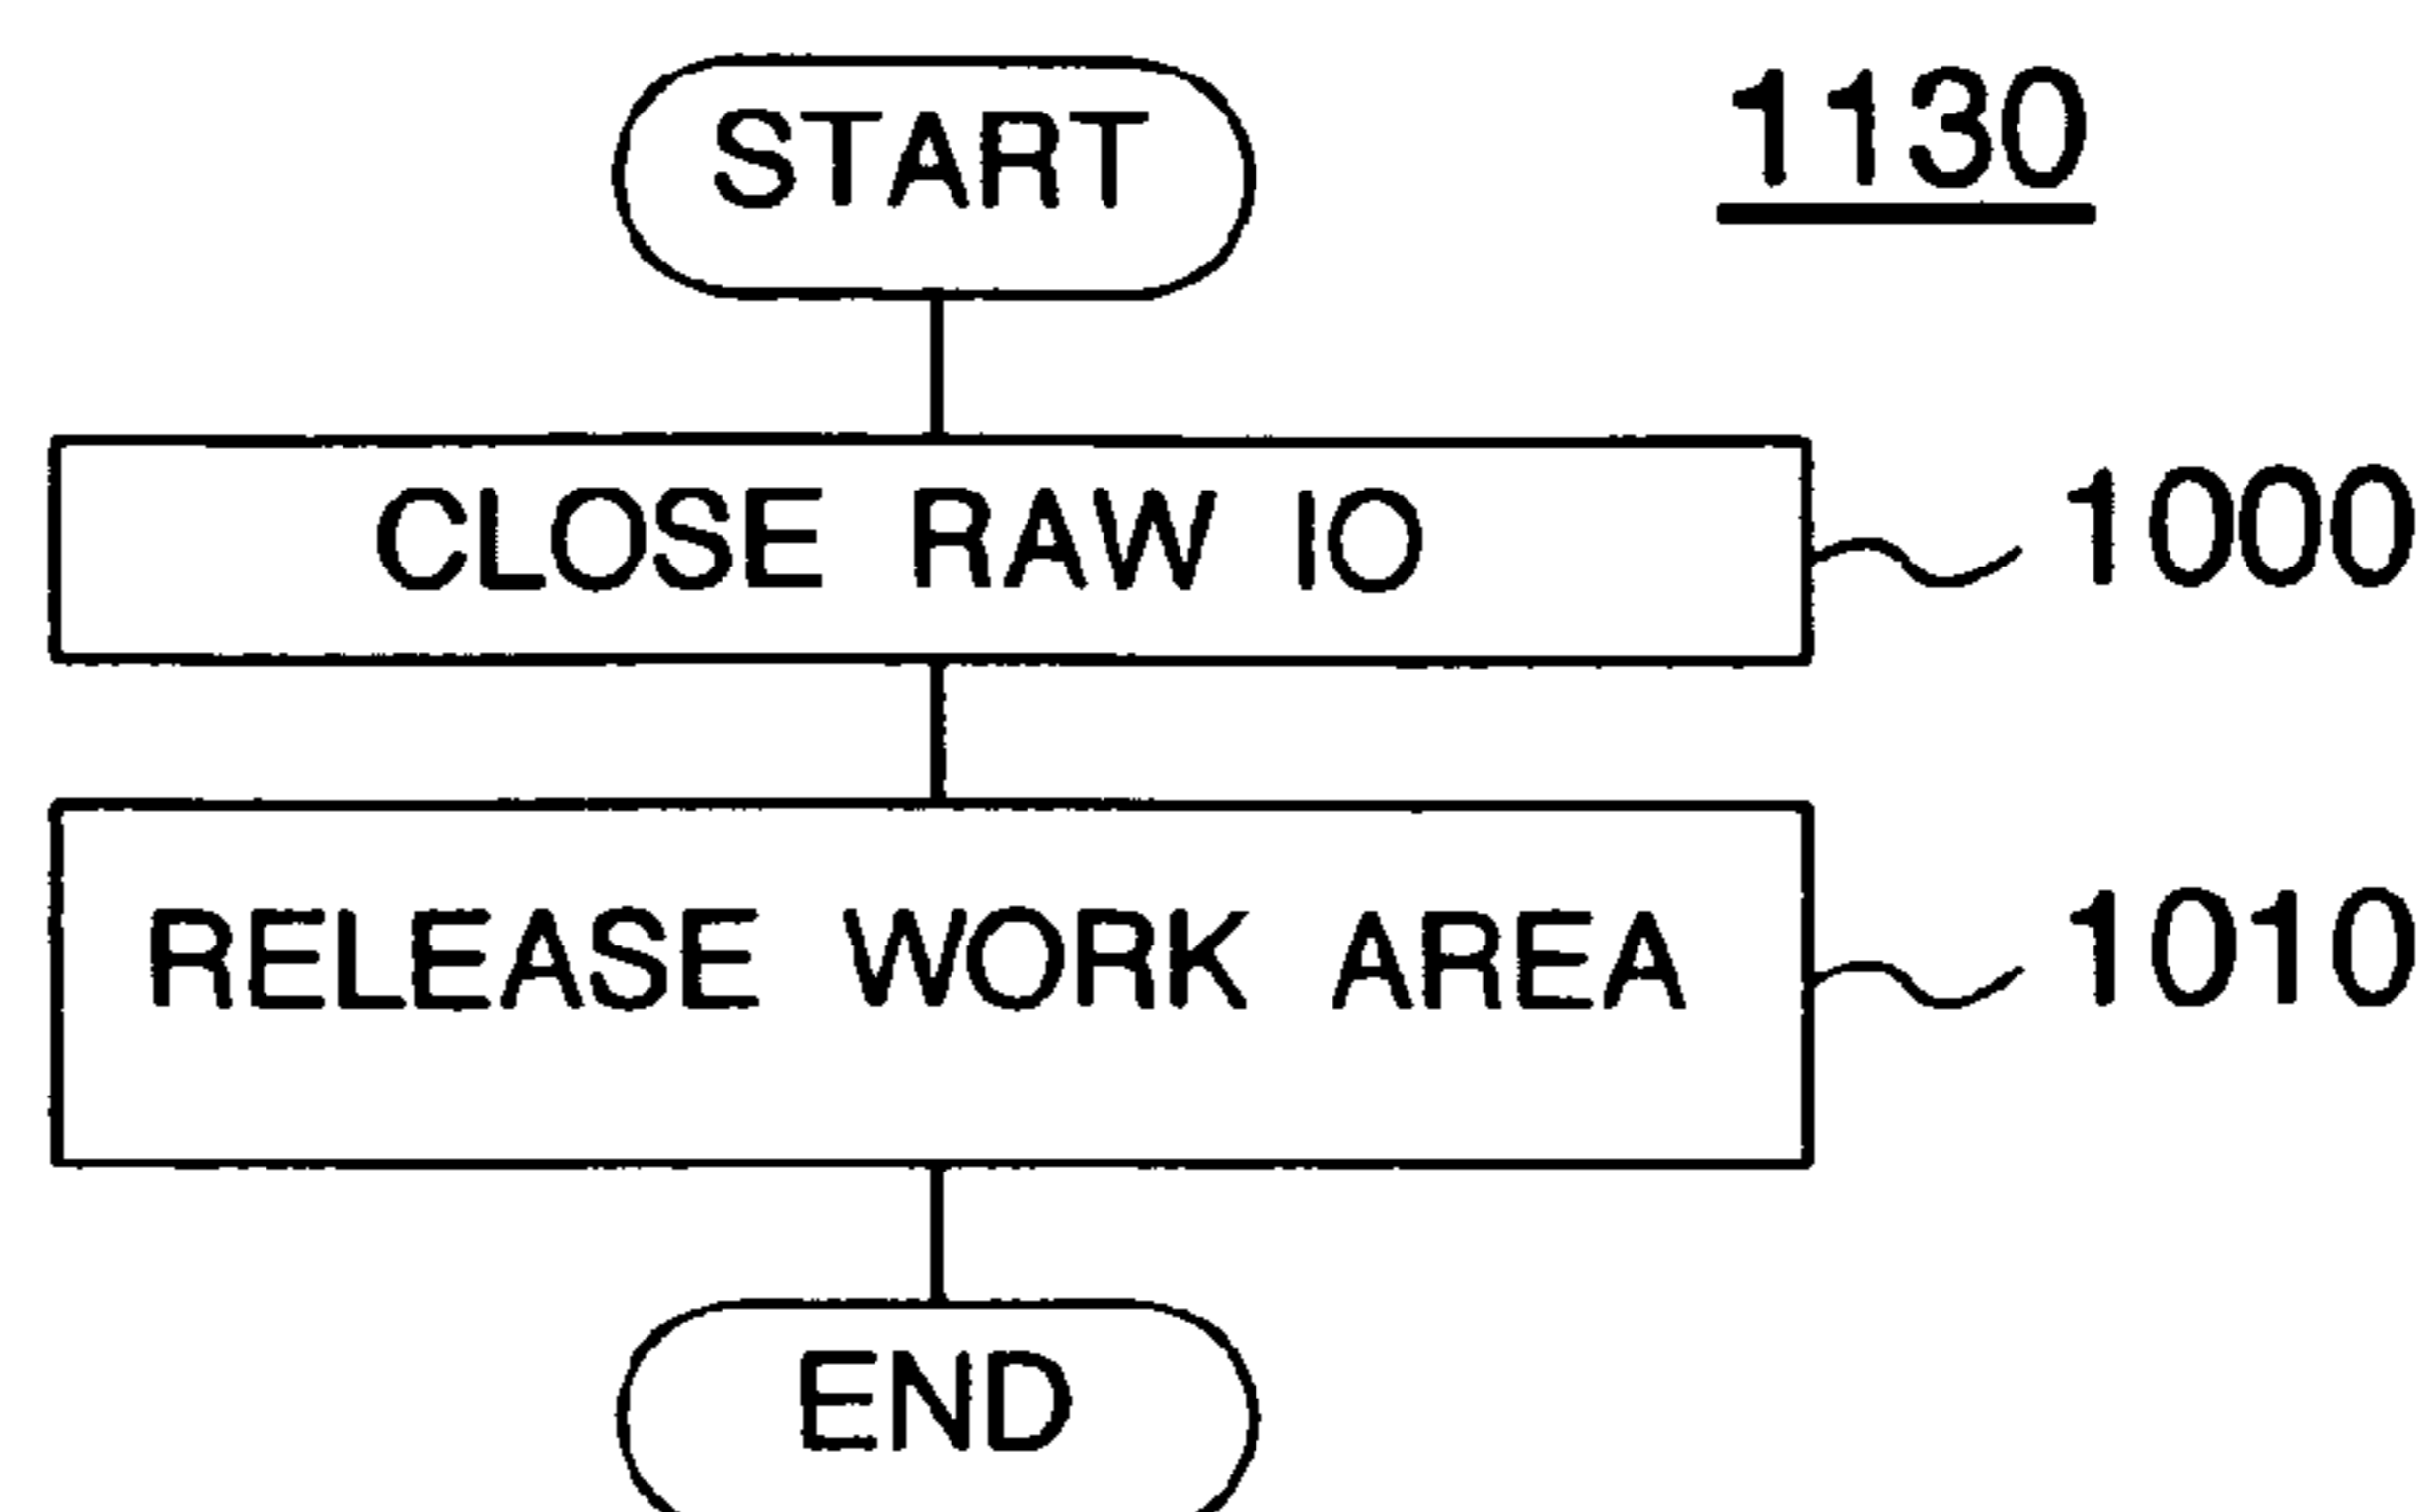 START
1130
CLOSE RAW IO
1000
RELEASE WORK AREA
1010
END